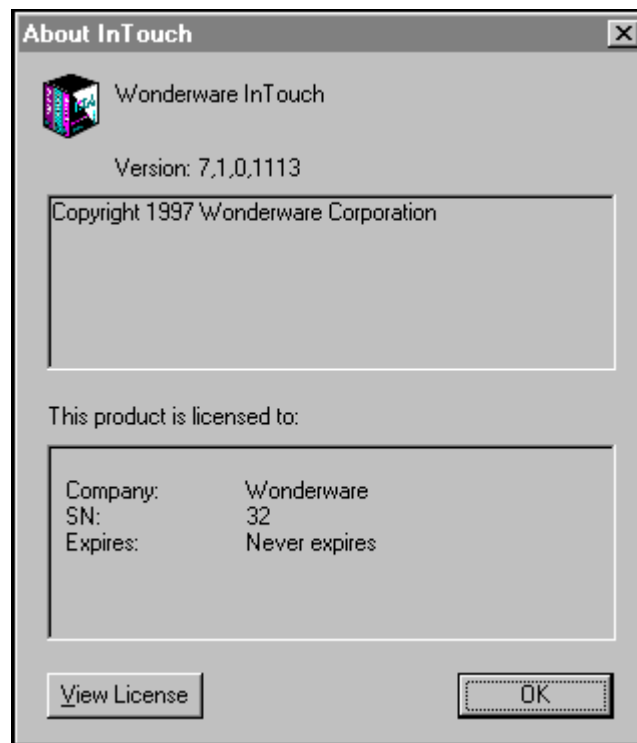 About InTouch
Wonderware InTouch
Version: 7,1,0,1113
Copyright 1997 Wonderware Corporation
This product is licensed to:
Company: Wonderware
SN: 32
Expires: Never expires
View License OK